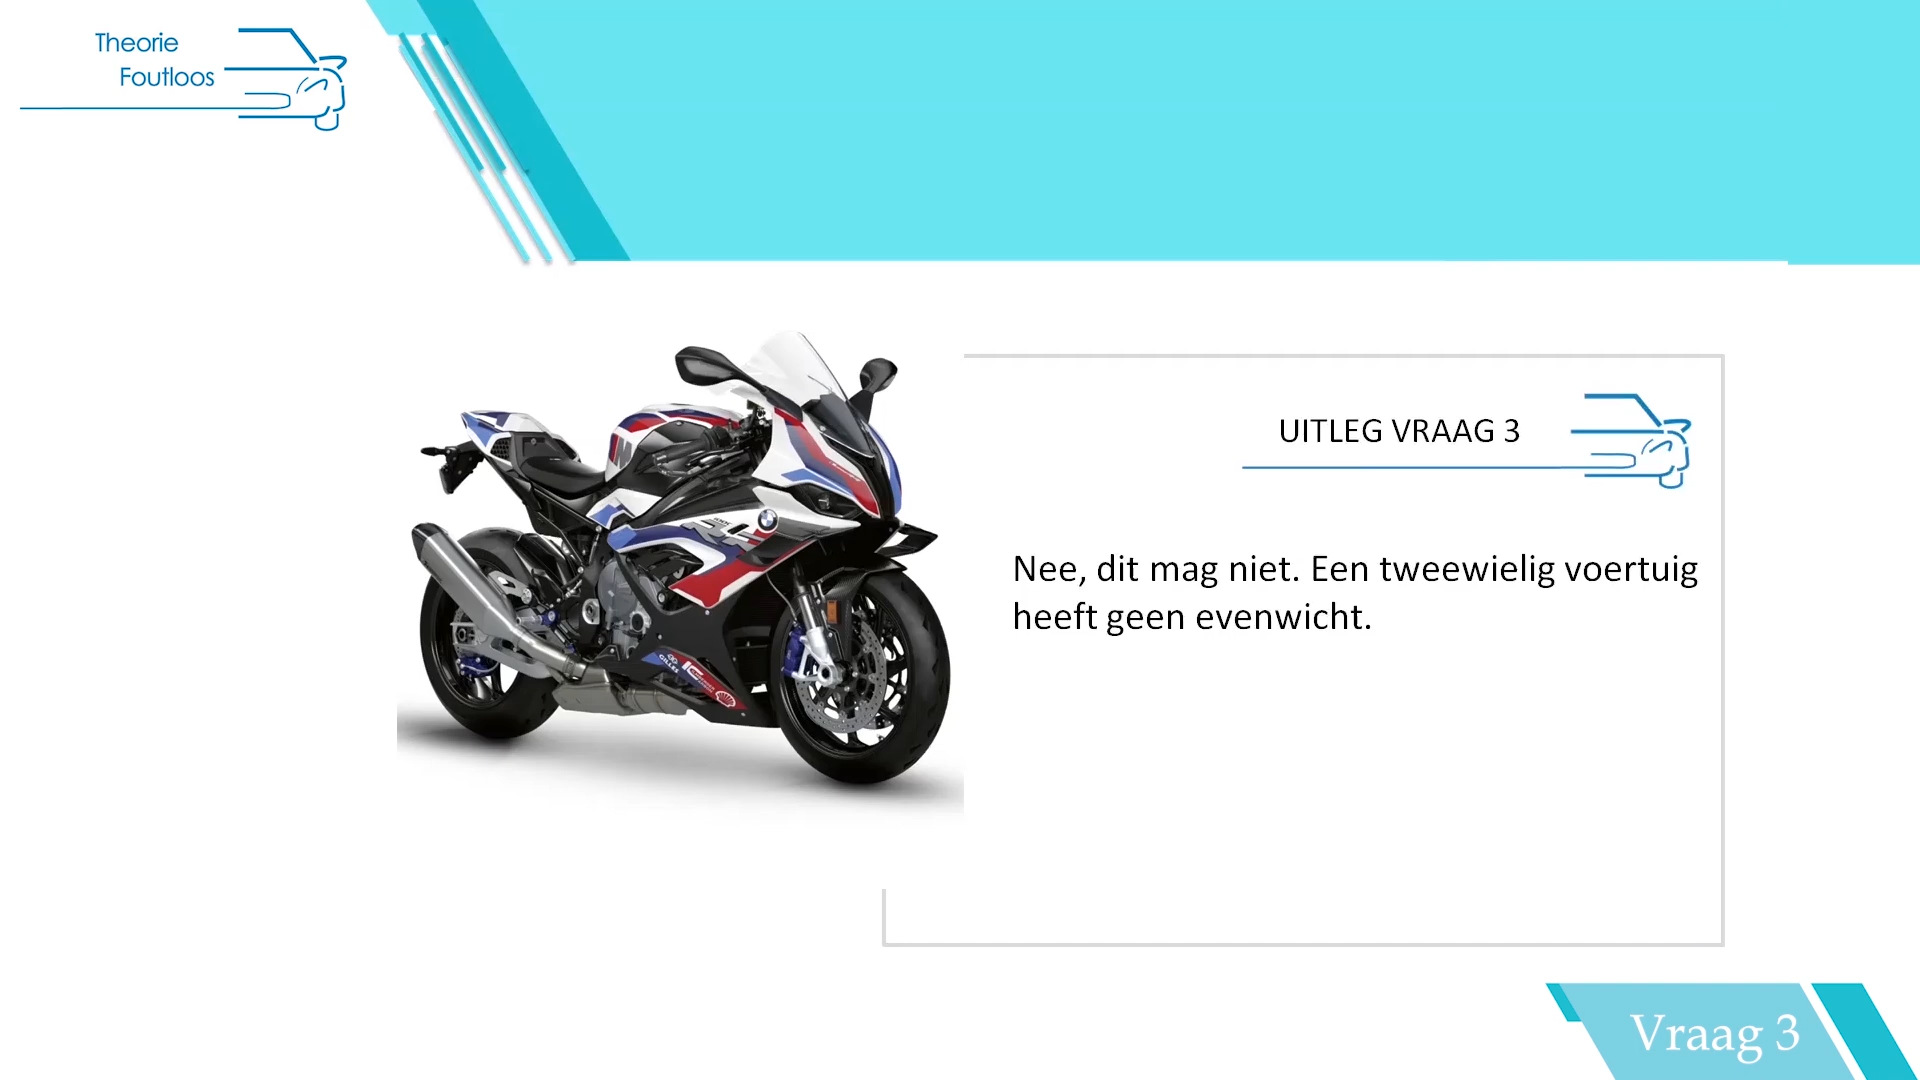 Theorie
Foutloos
UITLEG VRAAG 3
Nee, dit mag niet. Een tweewielig voertuig
heeft geen evenwicht.
Vraag 3